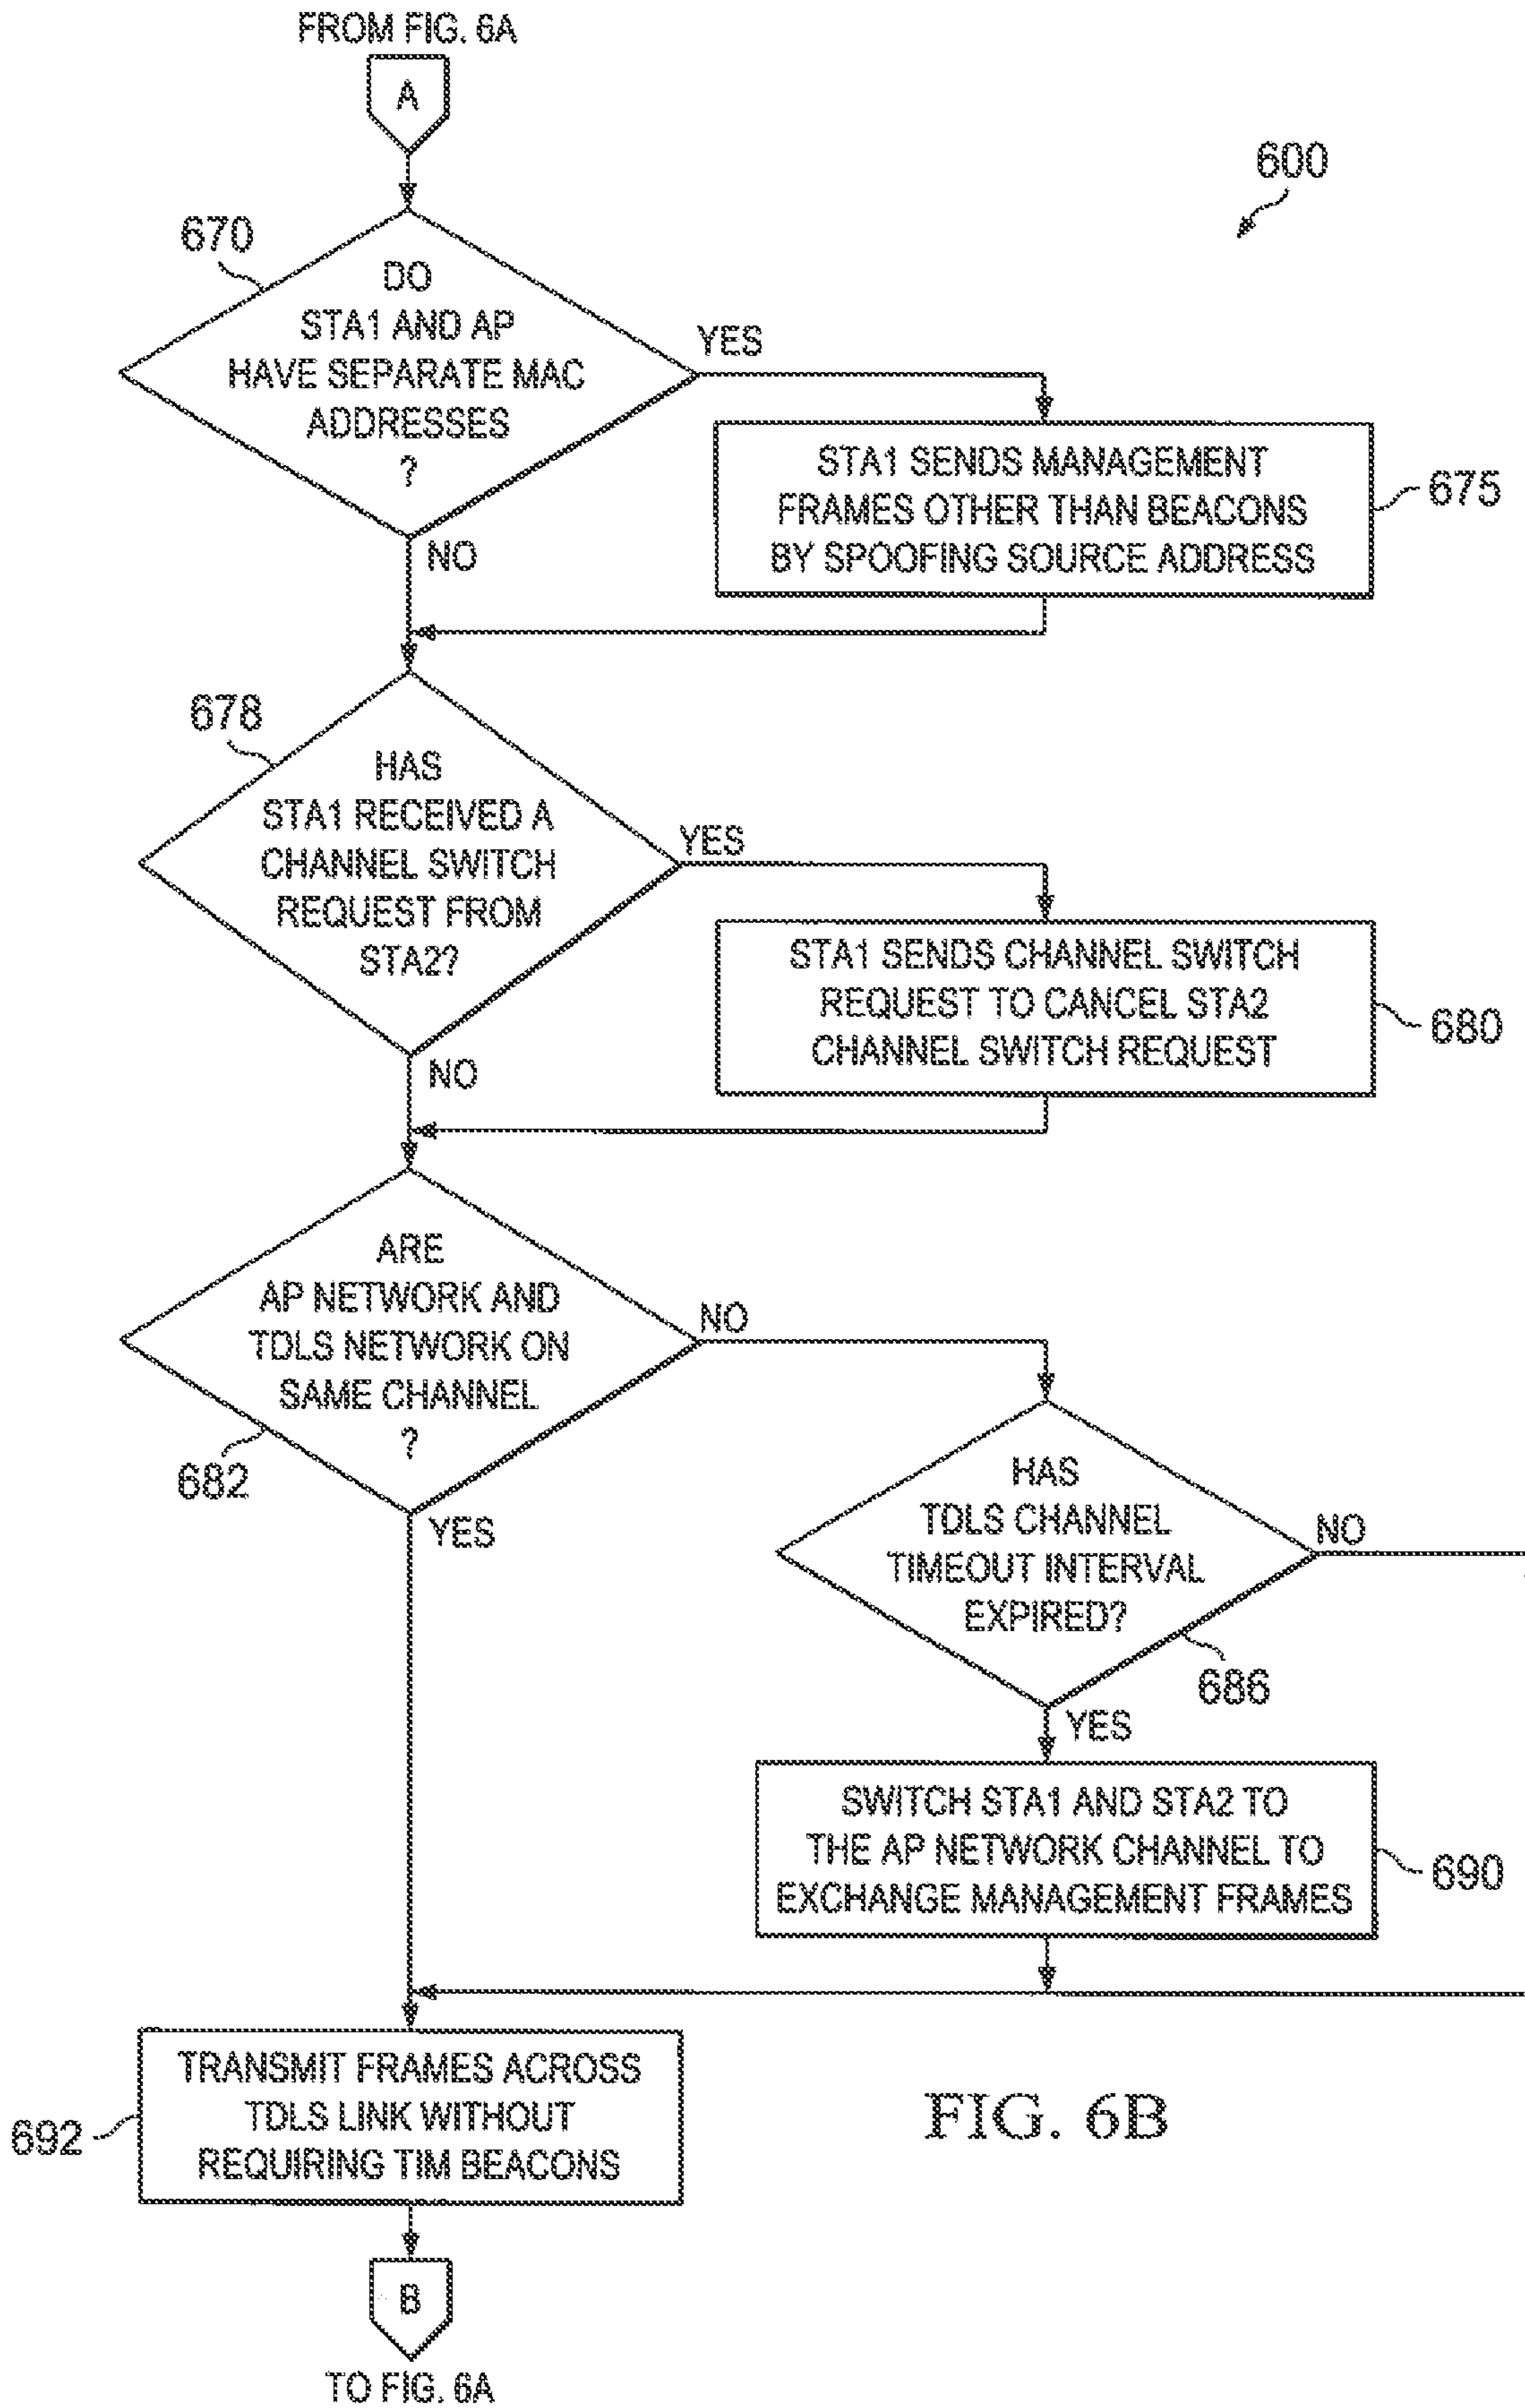 FROM FIG. 6A
A
600
670
DO
STA1 AND AP
HAVE SEPARATE MAC
ADDRESSES
?
YES
NO
STA1 SENDS MANAGEMENT
FRAMES OTHER THAN BEACONS
BY SPOOFING SOURCE ADDRESS
675
678
HAS
STA1 RECEIVED A
CHANNEL SWITCH
REQUEST FROM
STA2?
YES
NO
STA1 SENDS CHANNEL SWITCH
REQUEST TO CANCEL STA2
CHANNEL SWITCH REQUEST
680
ARE
AP NETWORK AND
TDLS NETWORK ON
SAME CHANNEL
?
682
NO
YES
HAS
TDLS CHANNEL
TIMEOUT INTERVAL
EXPIRED?
NO
686
YES
SWITCH STA1 AND STA2 TO
THE AP NETWORK CHANNEL TO
EXCHANGE MANAGEMENT FRAMES
690
TRANSMIT FRAMES ACROSS
TDLS LINK WITHOUT
REQUIRING TIM BEACONS
692
FIG. 6B
B
TO FIG. 6A